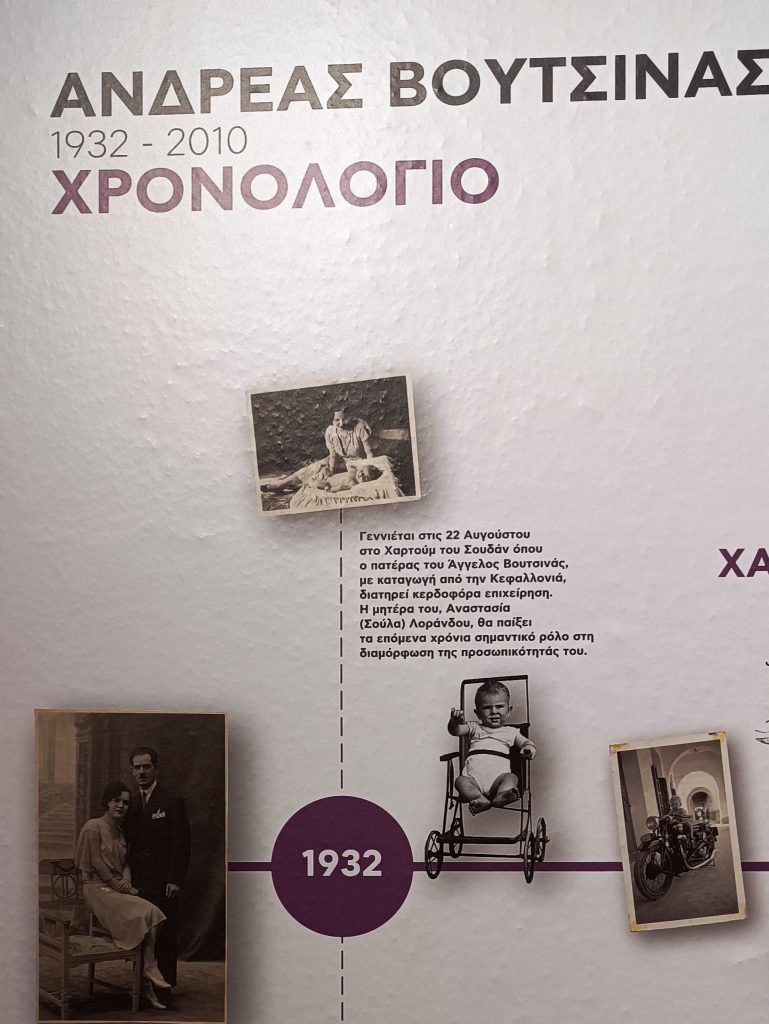 ΑΝΔΡΕΑΣ ΒΟΥΤΣΙΝΑΣ
1932 - 2010
ΧΡΟΝΟΛΟΓΙΟ
Γεννιέται στις 22 Αυγούστου
στο Χαρτούμ του Σουδάν όπου
ο πατέρας του Άγγελος Βουτσινάς,
με καταγωγή από την Κεφαλλονιά,
διατηρεί κερδοφόρα επιχείρηση.
Η μητέρα του, Αναστασία
(Σούλα) Λοράνδου, θα παίξει
τα επόμενα χρόνια σημαντικό ρόλο στη
διαμόρφωση της προσωπικότητάς του.
ΧΑ
1932